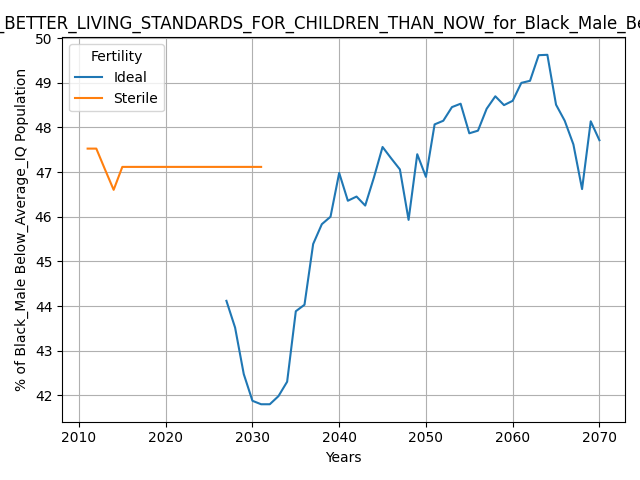 _BETTER_LIVING_STANDARDS_FOR_CHILDREN_THAN_NOW_for_Black_Male_Be
Fertility
Ideal
Sterile
% of Black_Male Below_Average_IQ Population
50
49
48
47
46
45
44
43
42
2010 2020 2030 2040 2050 2060 2070
Years